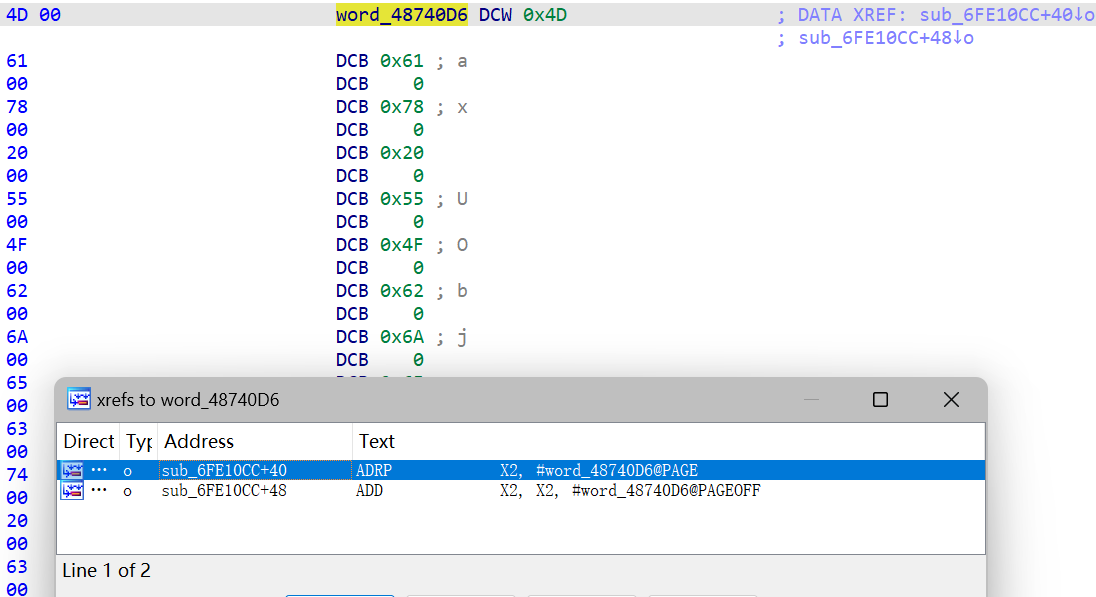 4D 00 word_48740D6 DCW 0x4D ; DATA XREF: sub_6FE10CC+40↓o
; sub_6FE10CC+48↓o
61 DCB 0x61 ; a
00 DCB 0
78 DCB 0x78 ; x
00 DCB 0
20 DCB 0x20
00 DCB 0
55 DCB 0x55 ; U
00 DCB 0
4F DCB 0x4F ; O
00 DCB 0
62 DCB 0x62 ; b
00 DCB 0
6A DCB 0x6A ; j
00 DCB 0
65
00
63
00
74
00
20
00
63
00
xrefs to word_48740D6
Direct Typ Address Text
... o sub_6FE10CC+40 ADRP X2, #word_48740D6@PAGE
... o sub_6FE10CC+48 ADD X2, X2, #word_48740D6@PAGEOFF
Line 1 of 2